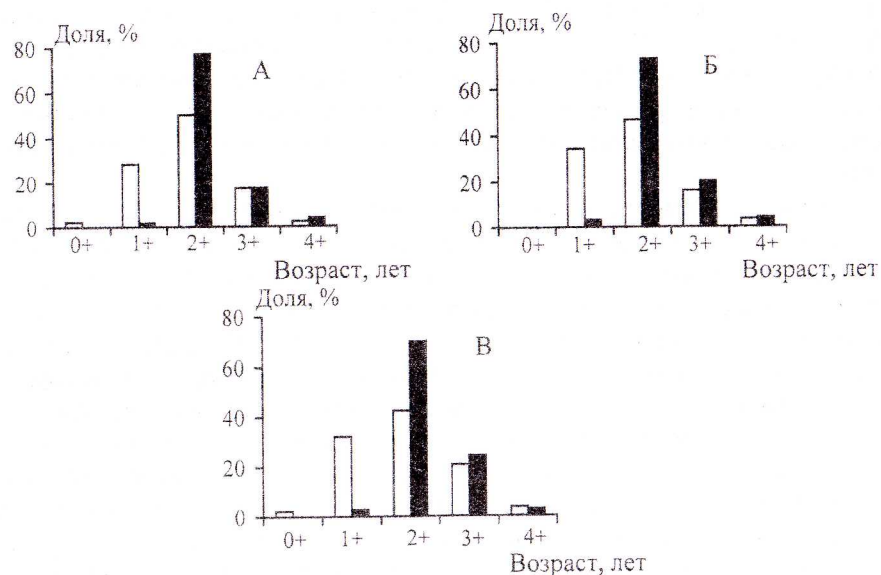 Доля, %
А
80
60
40
20
0
0+ 1+ 2+ 3+ 4+
Возраст, лет
Доля, %
Б
80
60
40
20
0
0+ 1+ 2+ 3+ 4+
Возраст, лет
Доля, %
В
80
60
40
20
0
0+ 1+ 2+ 3+ 4+
Возраст, лет